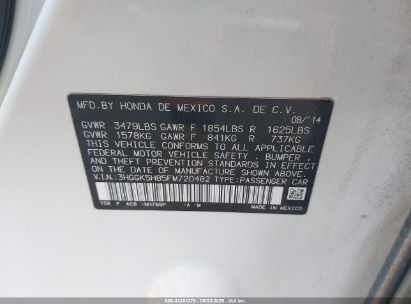 MFD.BY HONDA DE MEXICO S.A. DE C.V.
08/'14
GVWR 3479LBS GAWR F 1854LBS R 1625LBS
GVWR 1578KG GAWR F 841KG R 737KG
THIS VEHICLE CONFORMS TO ALL APPLICABLE
FEDERAL MOTOR VEHICLE SAFETY, BUMPER,
AND THEFT PREVENTION STANDARDS IN EFFECT
ON THE DATE OF MANUFACTURE SHOWN ABOVE.
V.I.N.:3HGGK5H85FM720482 TYPE:PASSENGER CAR
MADE IN MEXICO